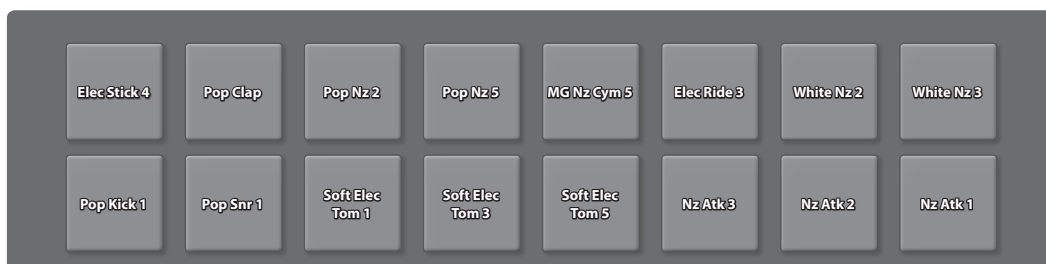 Elec Stick 4
Pop Clap
Pop Nz 2
Pop Nz 5
MG Nz Cym 5
Elec Ride 3
White Nz 2
White Nz 3
Pop Kick 1
Pop Snr 1
Soft Elec
Tom 1
Soft Elec
Tom 3
Soft Elec
Tom 5
Nz Atk 3
Nz Atk 2
Nz Atk 1